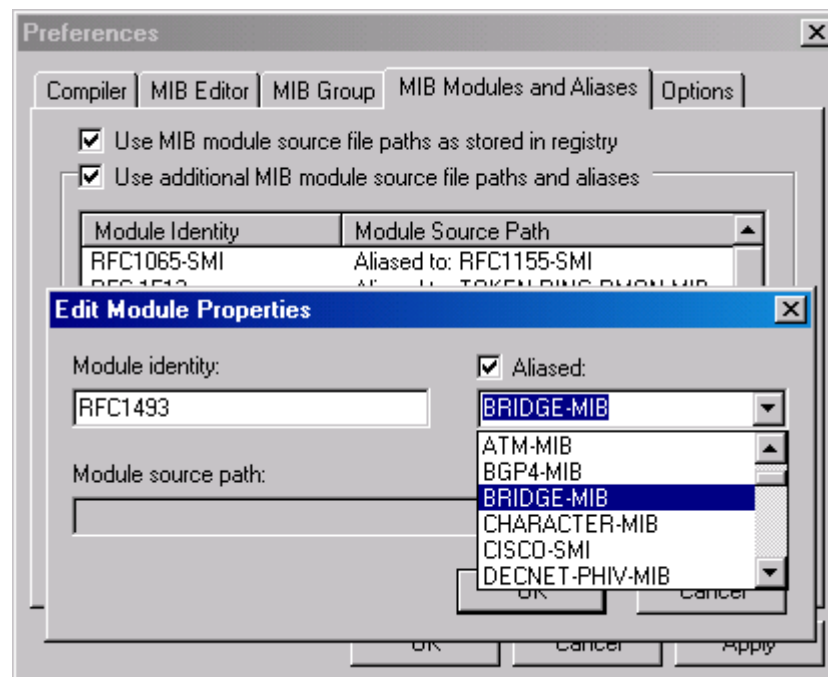 Preferences
Compiler MIB Editor MIB Group MIB Modules and Aliases Options
Use MIB module source file paths as stored in registry
Use additional MIB module source file paths and aliases
Module Identity Module Source Path
RFC1065-SMI Aliased to: RFC1155-SMI
Edit Module Properties
Module identity: Aliased:
RFC1493 BRIDGE-MIB
ATM-MIB
BGP4-MIB
Module source path:
BRIDGE-MIB
CHARACTER-MIB
CISCO-SMI
DECNET-PHIV-MIB
OK Cancel
OK Cancel Apply